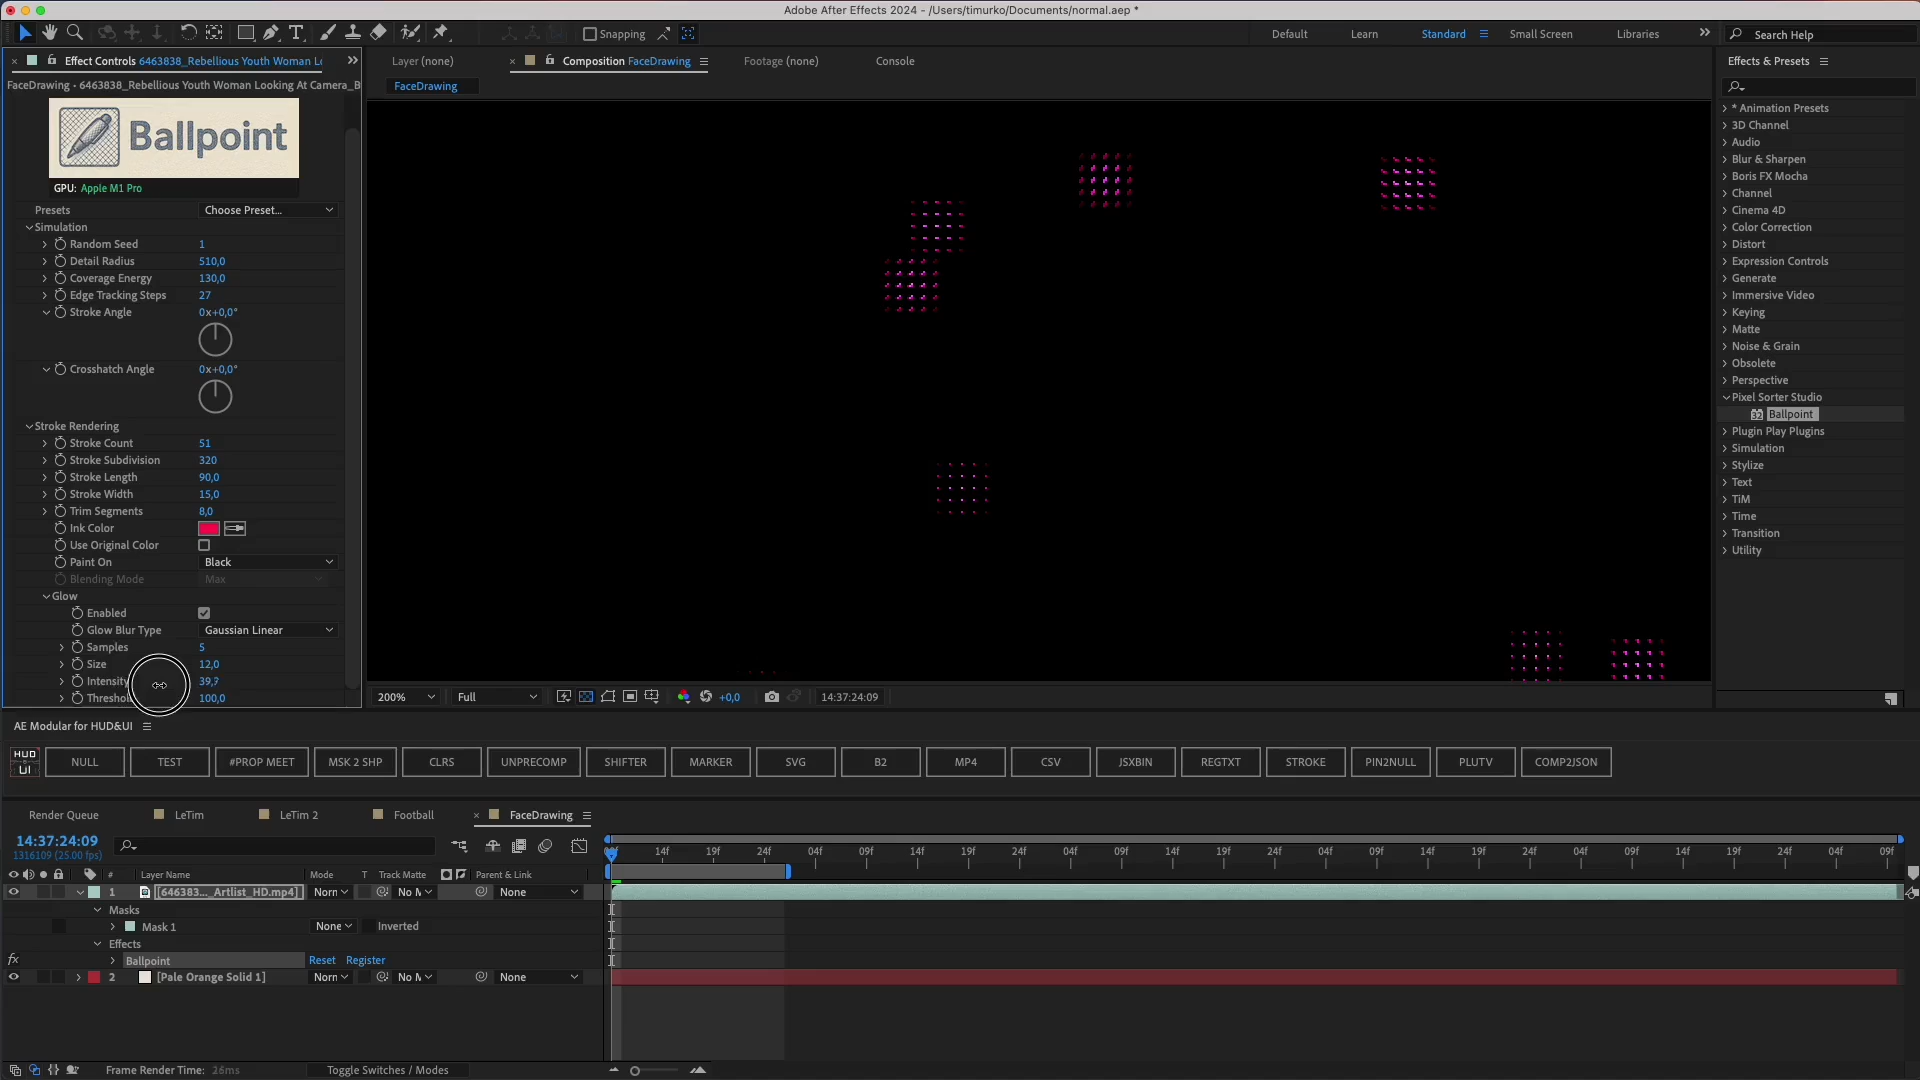 Adobe After Effects 2024 - /Users/timurko/Documents/normal.aep *
Snapping
Default
Learn
Standard
Small Screen
Libraries
Search Help
Effect Controls 6463838_Rebellious Youth Woman L
Layer (none)
Composition FaceDrawing
Footage (none)
Console
Effects & Presets
FaceDrawing • 6463838_Rebellious Youth Woman Looking At Camera_B
FaceDrawing
Ballpoint
GPU: Apple M1 Pro
Presets
Choose Preset...
Simulation
Random Seed 1
Detail Radius 510,0
Coverage Energy 130,0
Edge Tracking Steps 27
Stroke Angle 0x+0,0°
Crosshatch Angle 0x+0,0°
Stroke Rendering
Stroke Count 51
Stroke Subdivision 320
Stroke Length 90,0
Stroke Width 15,0
Trim Segments 8,0
Ink Color
Use Original Color
Paint On Black
Blending Mode Max
Glow
Enabled
Glow Blur Type Gaussian Linear
Samples 5
Size 12,0
Intensity 39,7
Threshol 100,0
* Animation Presets
3D Channel
Audio
Blur & Sharpen
Boris FX Mocha
Channel
Cinema 4D
Color Correction
Distort
Expression Controls
Generate
Immersive Video
Keying
Matte
Noise & Grain
Obsolete
Perspective
Pixel Sorter Studio
32 Ballpoint
Plugin Play Plugins
Simulation
Stylize
Text
TiM
Time
Transition
Utility
200%
Full
+0,0
14:37:24:09
AE Modular for HUD&UI
HUD UI
NULL
TEST
#PROP MEET
MSK 2 SHP
CLRS
UNPRECOMP
SHIFTER
MARKER
SVG
B2
MP4
CSV
JSXBIN
REGTXT
STROKE
PIN2NULL
PLUTV
COMP2JSON
Render Queue
LeTim
LeTim 2
Football
FaceDrawing
14:37:24:09
1316109 (25.00 fps)
14f 19f 24f 04f 09f 14f 19f 24f 04f 09f 14f 19f 24f 04f 09f 14f 19f 24f 04f 09f 14f 19f 24f 04f 09f
# Layer Name Mode T Track Matte Parent & Link
1 [646383..._Artlist_HD.mp4] Norn No M None
Masks
Mask 1 None Inverted
Effects
fx Ballpoint Reset Register
2 [Pale Orange Solid 1] Norn No M None
Frame Render Time: 26ms
Toggle Switches / Modes